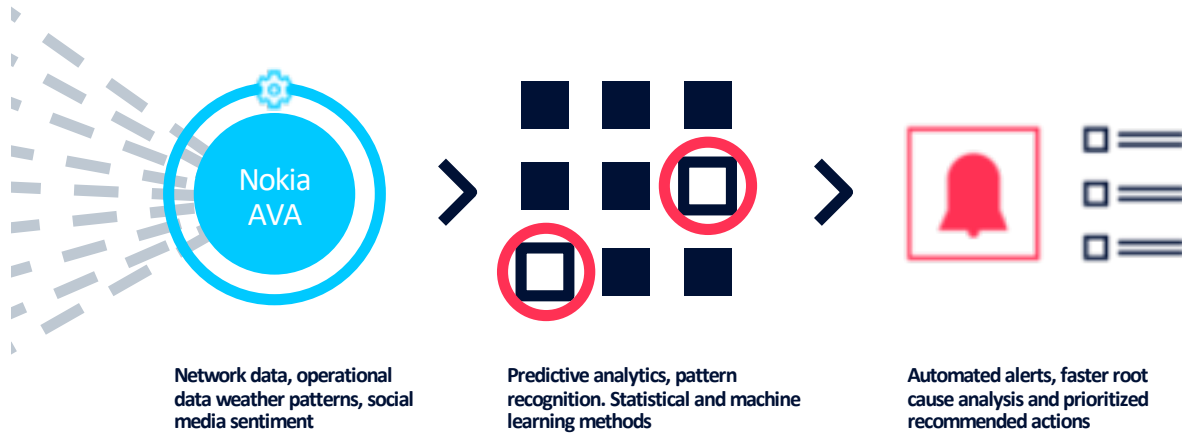 Nokia
AVA
Network data, operational
data weather patterns, social
media sentiment
Predictive analytics, pattern
recognition. Statistical and machine
learning methods
Automated alerts, faster root
cause analysis and prioritized
recommended actions